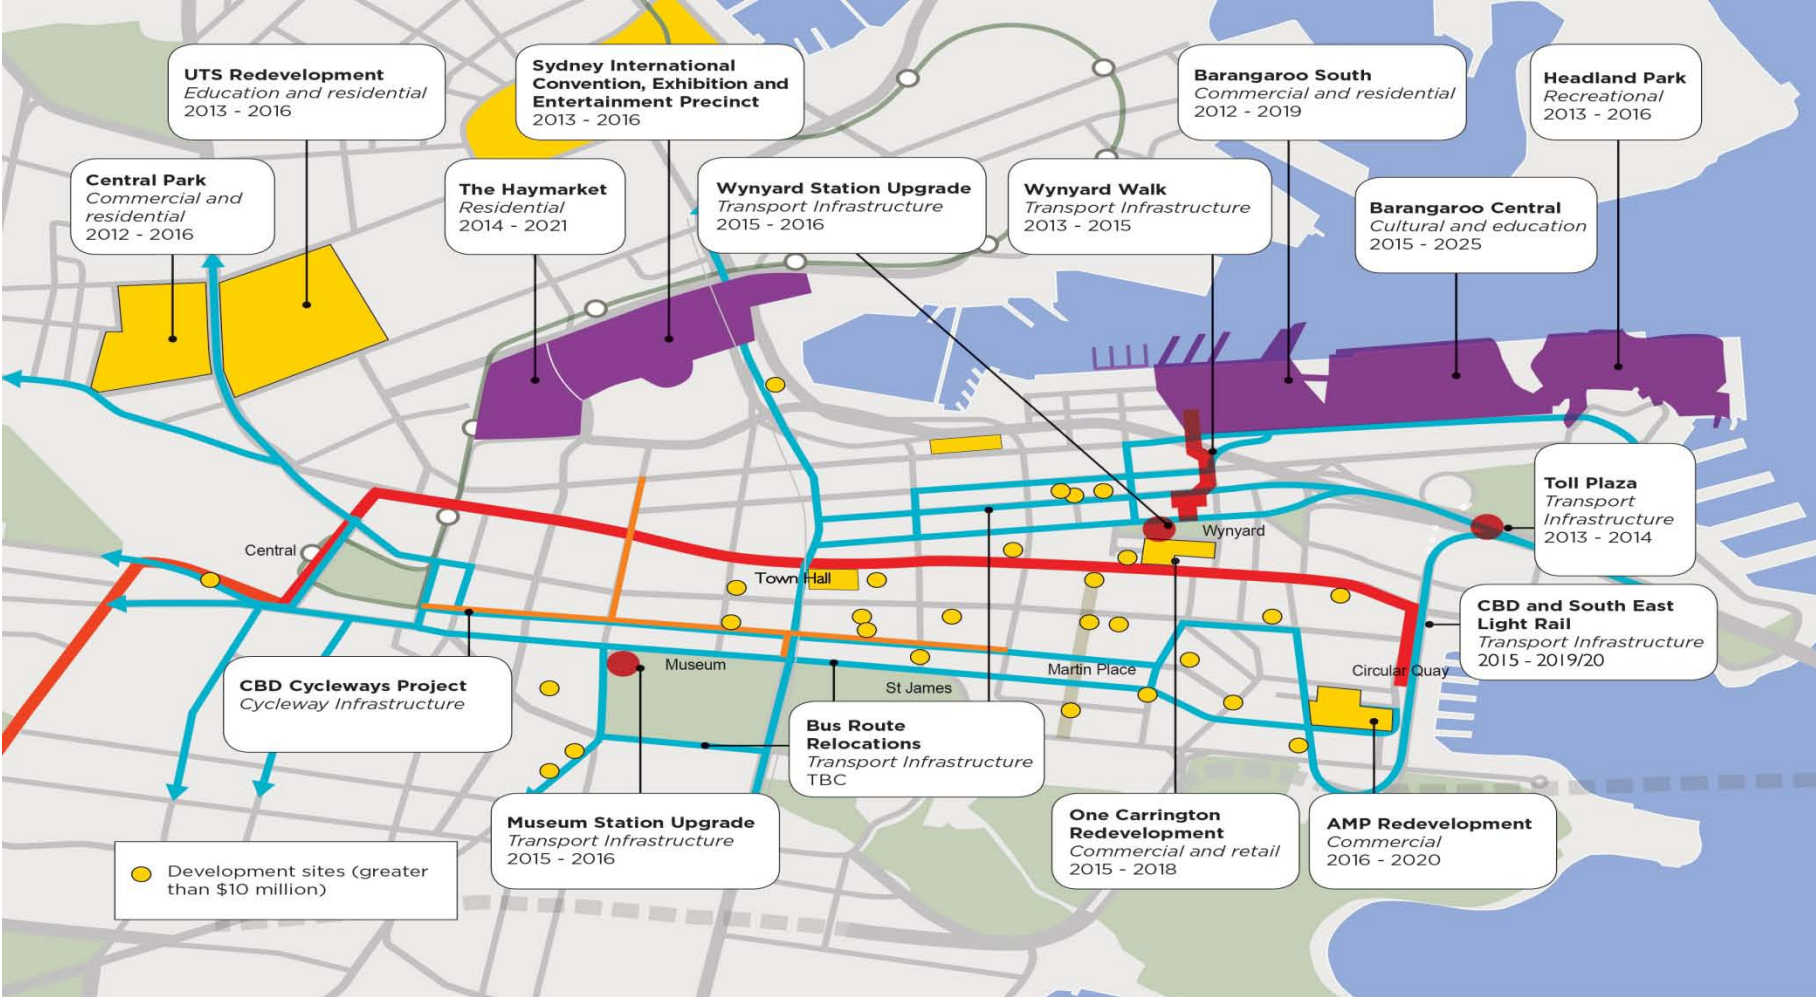 UTS Redevelopment
Education and residential
2013 - 2016
Sydney International
Convention, Exhibition and
Entertainment Precinct
2013 - 2016
Barangaroo South
Commercial and residential
2012 - 2019
Headland Park
Recreational
2013 - 2016
Central Park
Commercial and
residential
2012 - 2016
The Haymarket
Residential
2014 - 2021
Wynyard Station Upgrade
Transport Infrastructure
2015 - 2016
Wynyard Walk
Transport Infrastructure
2013 - 2015
Barangaroo Central
Cultural and education
2015 - 2025
Toll Plaza
Transport
Infrastructure
2013 - 2014
Wynyard
Central
Town Hall
CBD and South East
Light Rail
Transport Infrastructure
2015 - 2019/20
Museum
Martin Place
Circular Quay
St James
CBD Cycleways Project
Cycleway Infrastructure
Bus Route
Relocations
Transport Infrastructure
TBC
Museum Station Upgrade
Transport Infrastructure
2015 - 2016
One Carrington
Redevelopment
Commercial and retail
2015 - 2018
AMP Redevelopment
Commercial
2016 - 2020
Development sites (greater
than $10 million)